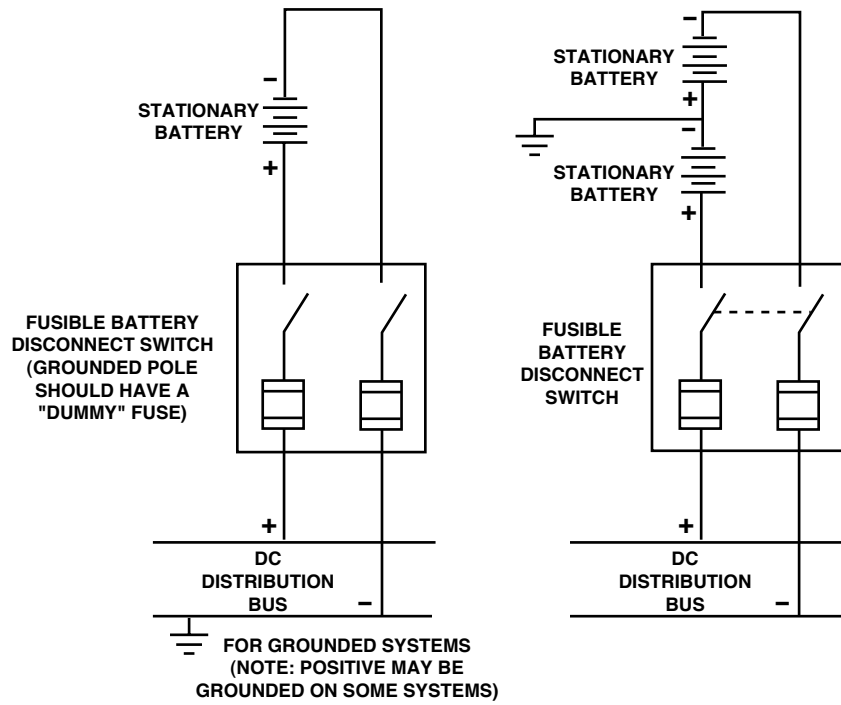 -
STATIONARY
BATTERY
+
FUSIBLE BATTERY
DISCONNECT SWITCH
(GROUNDED POLE
SHOULD HAVE A
"DUMMY" FUSE)
+
DC
DISTRIBUTION
BUS
-
FOR GROUNDED SYSTEMS
(NOTE: POSITIVE MAY BE
GROUNDED ON SOME SYSTEMS)
-
STATIONARY
BATTERY
+
-
STATIONARY
BATTERY
+
FUSIBLE
BATTERY
DISCONNECT
SWITCH
+
DC
DISTRIBUTION
BUS
-